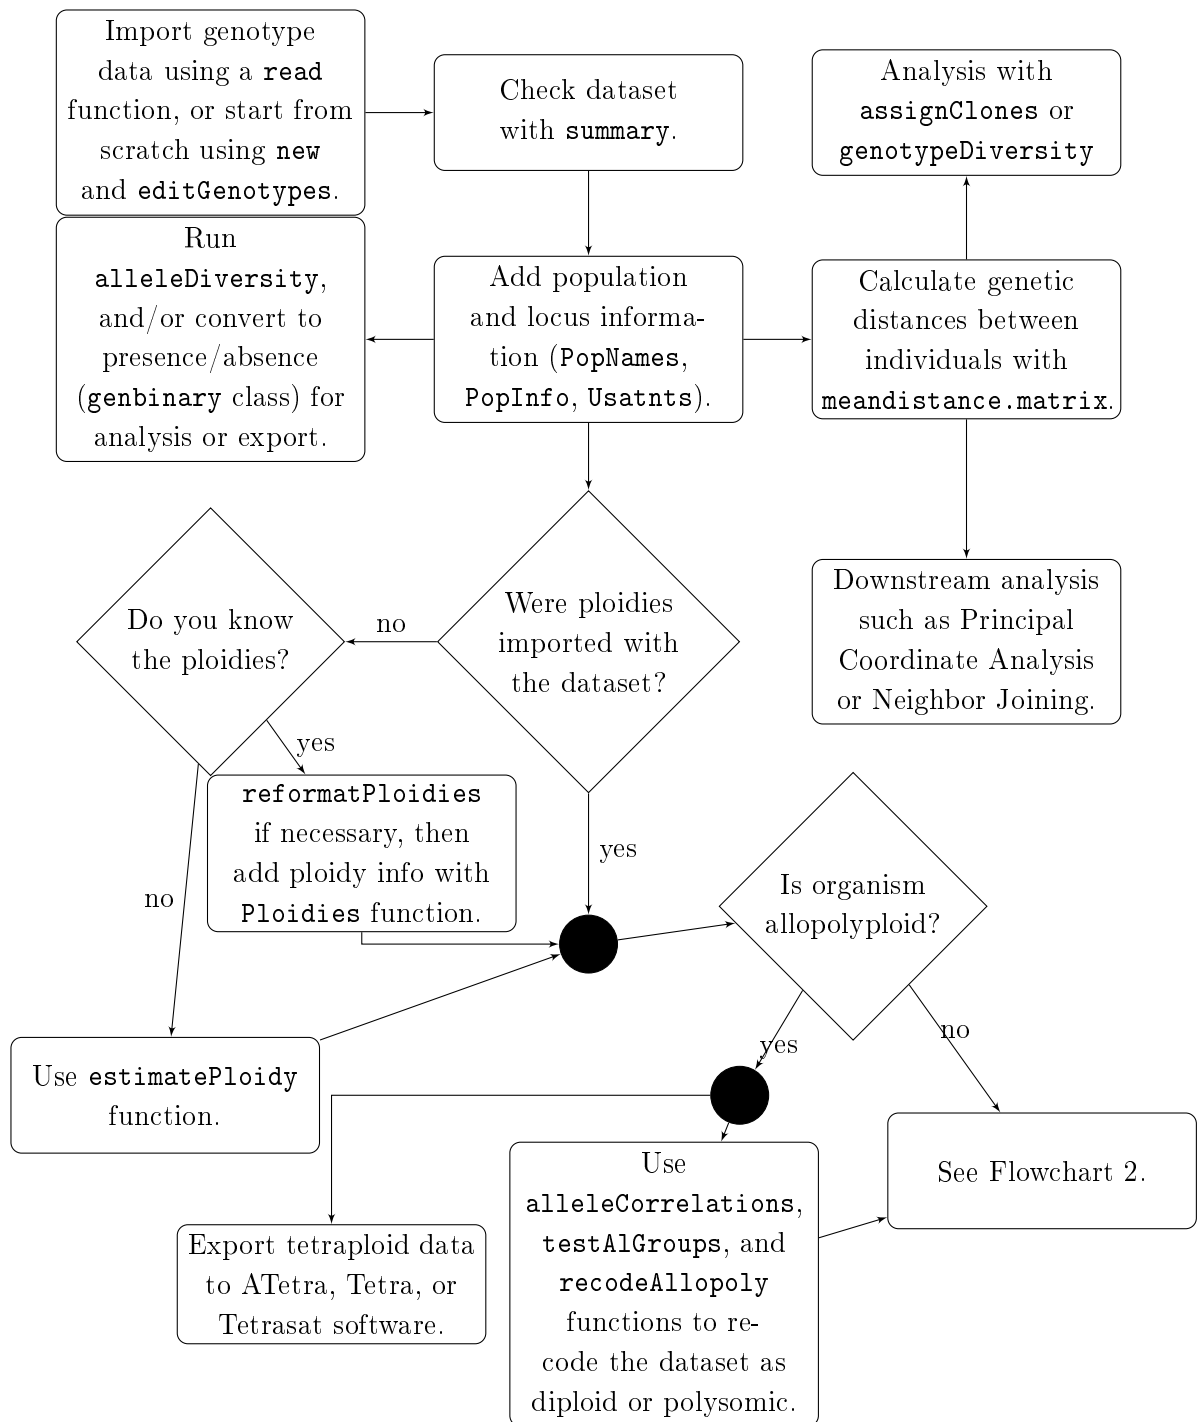 Import genotype
data using a read
function, or start from
scratch using new
and editGenotypes.
Check dataset
with summary.
Analysis with
assignClones or
genotypeDiversity
Run
alleleDiversity,
and/or convert to
presence/absence
(genbinary class) for
analysis or export.
Add population
and locus informa-
tion (PopNames,
PopInfo, Usatnts).
Calculate genetic
distances between
individuals with
meandistance.matrix.
Do you know
the ploidies?
no
Were ploidies
imported with
the dataset?
Downstream analysis
such as Principal
Coordinate Analysis
or Neighbor Joining.
yes
reformatPloidies
if necessary, then
add ploidy info with
Ploidies function.
yes
no
Is organism
allopolyploid?
yes
no
Use estimatePloidy
function.
See Flowchart 2.
Export tetraploid data
to ATetra, Tetra, or
Tetrasat software.
Use
alleleCorrelations,
testAlGroups, and
recodeAllopoly
functions to re-
code the dataset as
diploid or polysomic.